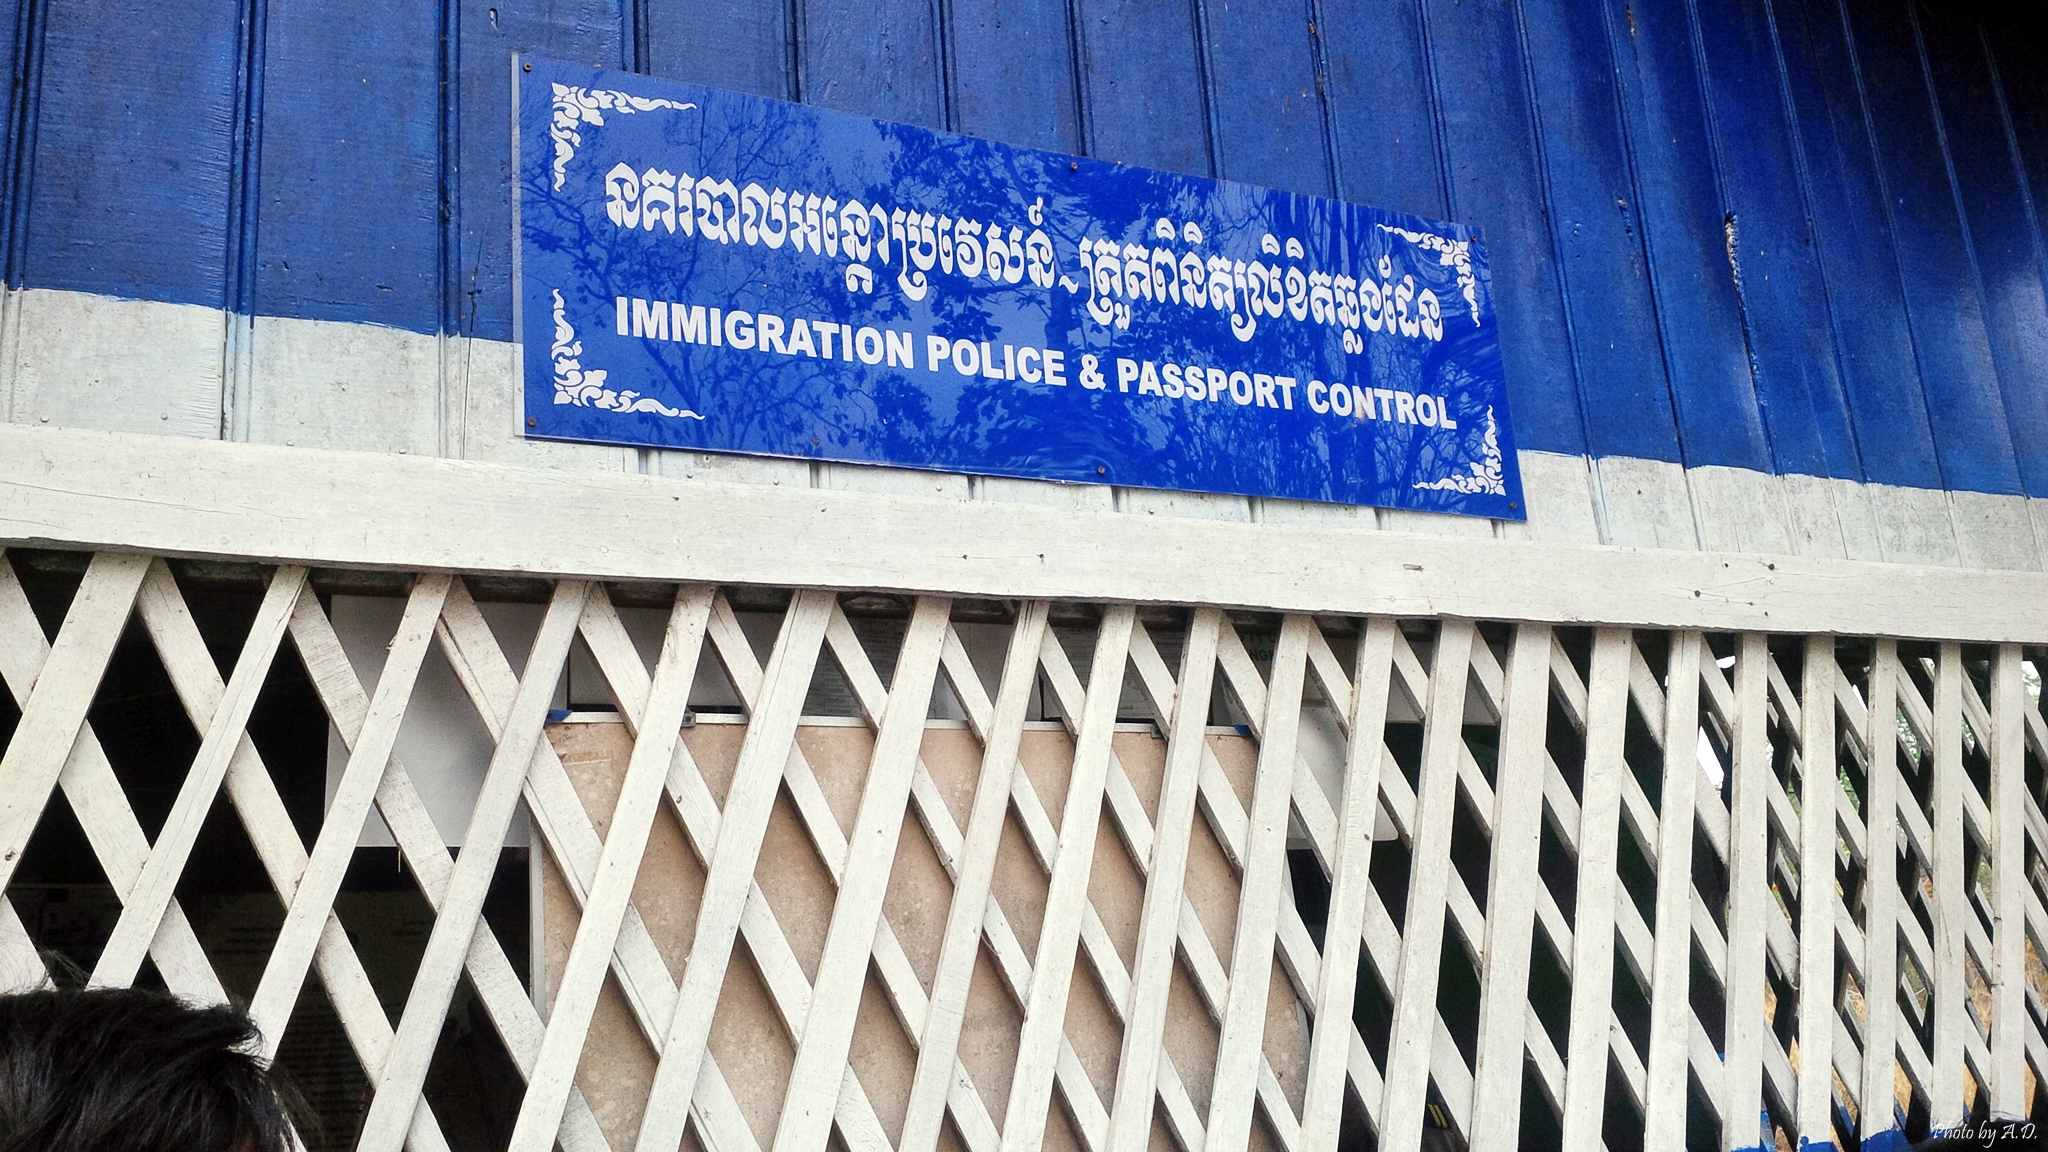 នគរបាលអន្តោប្រវេសន៍~ត្រួតពិនិត្យលិខិតឆ្លងដែន
IMMIGRATION POLICE & PASSPORT CONTROL
Photo by A.D.